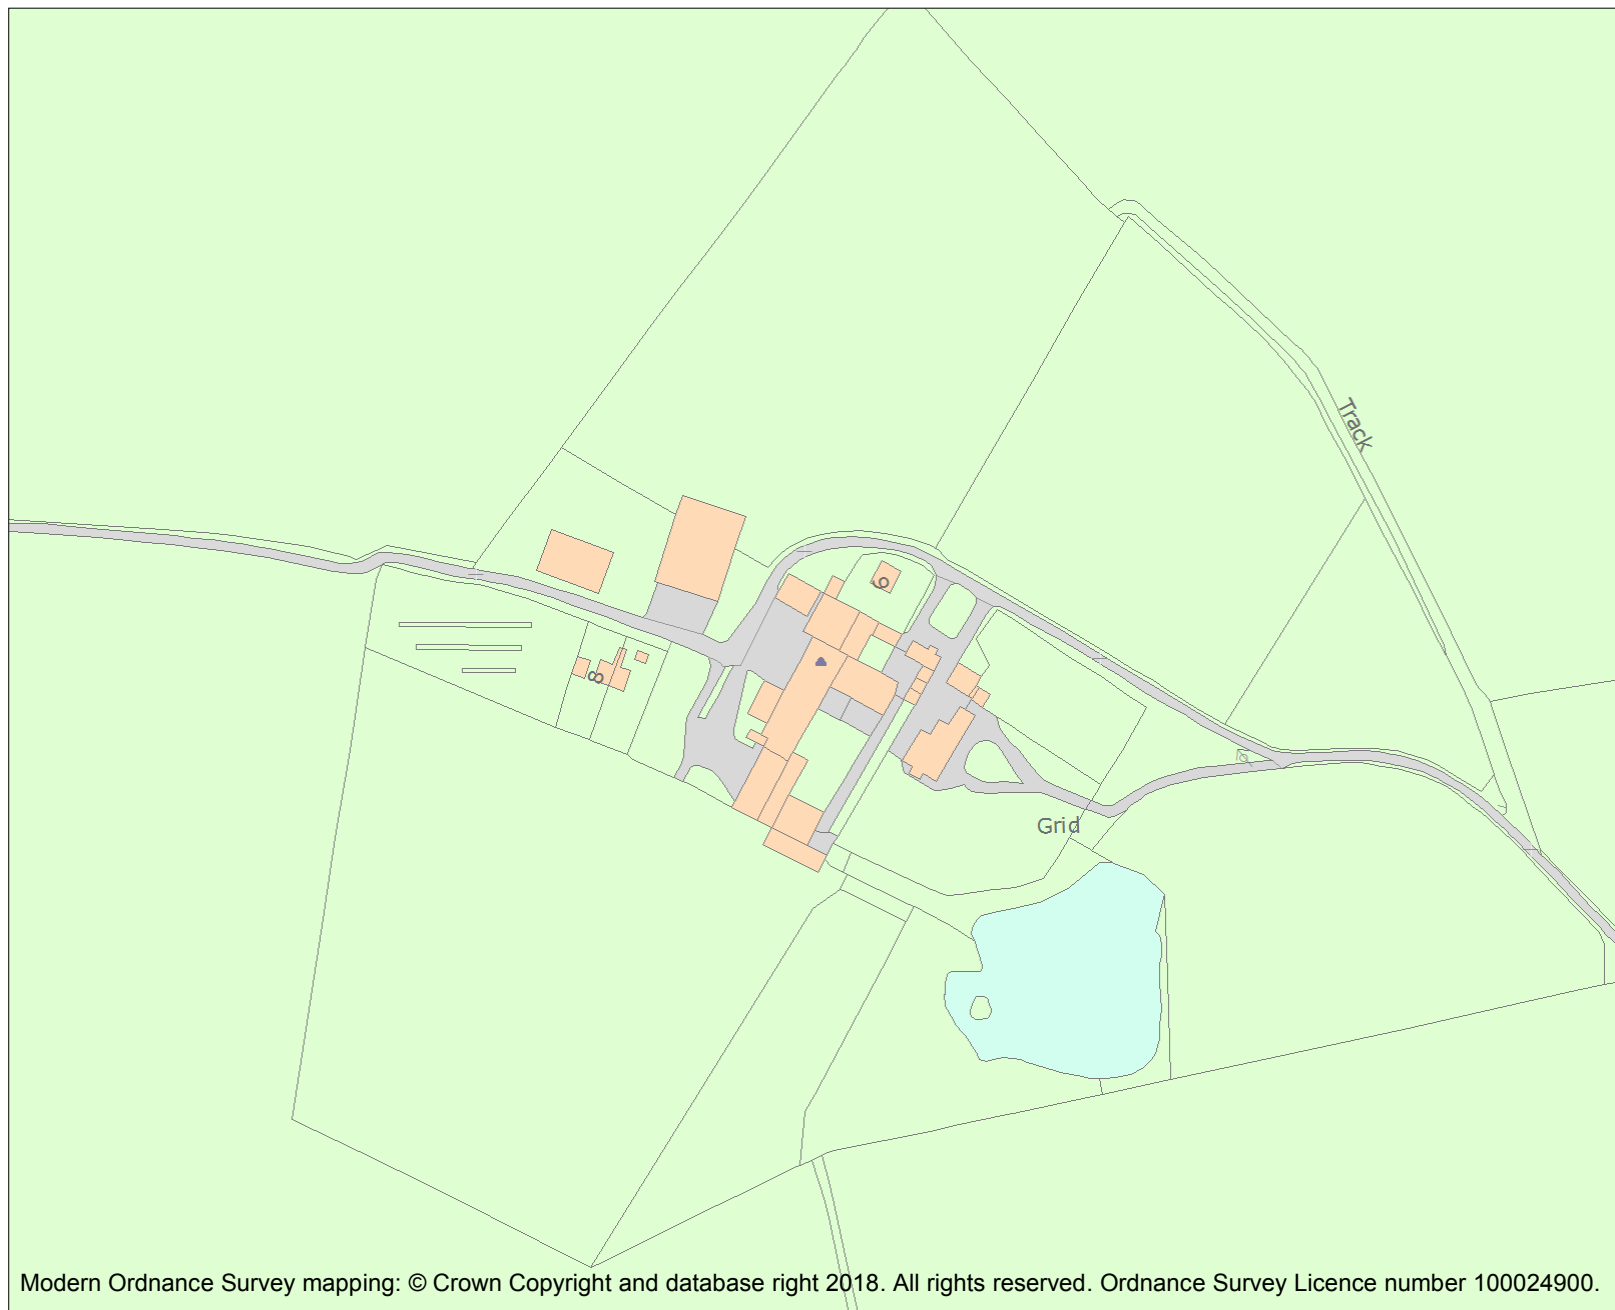 Track
9
8
Grid
Modern Ordnance Survey mapping: © Crown Copyright and database right 2018. All rights reserved. Ordnance Survey Licence number 100024900.